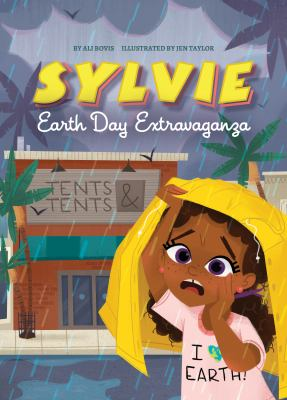 BY ALI BOVIS ILLUSTRATED BY JEN TAYLOR
SYLVIE
Earth Day Extravaganza
TENTS &
TENTS
I
EARTH!